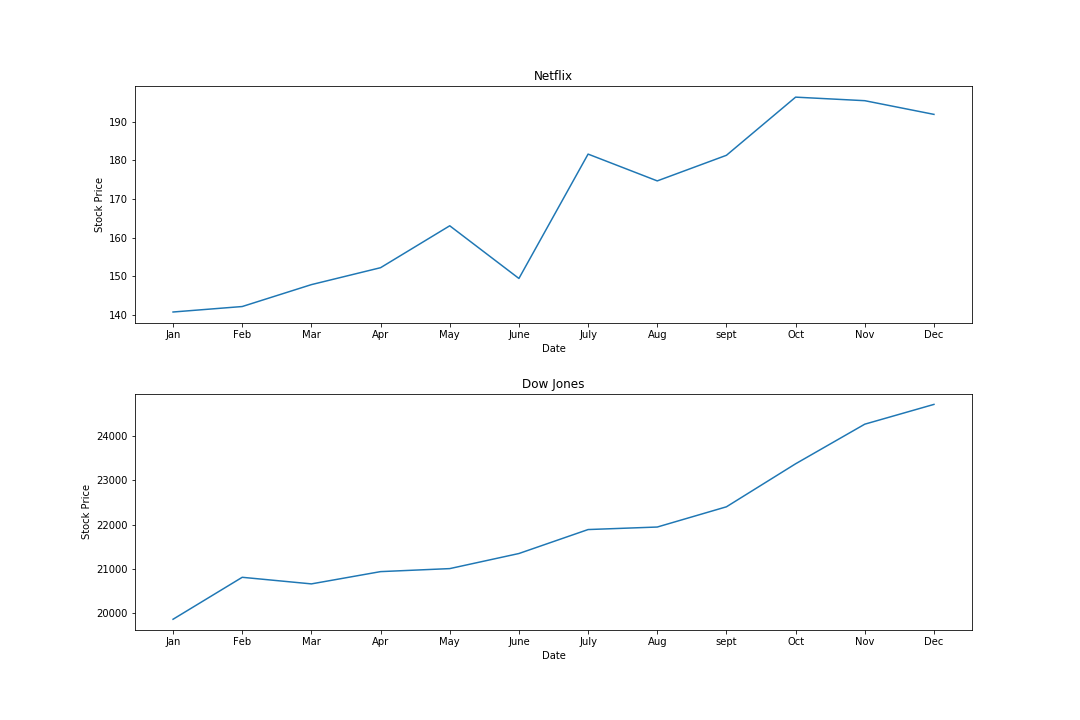 Netflix
Stock Price
190
180
170
160
150
140
Jan Feb Mar Apr May June July Aug sept Oct Nov Dec
Date
Dow Jones
Stock Price
24000
23000
22000
21000
20000
Jan Feb Mar Apr May June July Aug sept Oct Nov Dec
Date